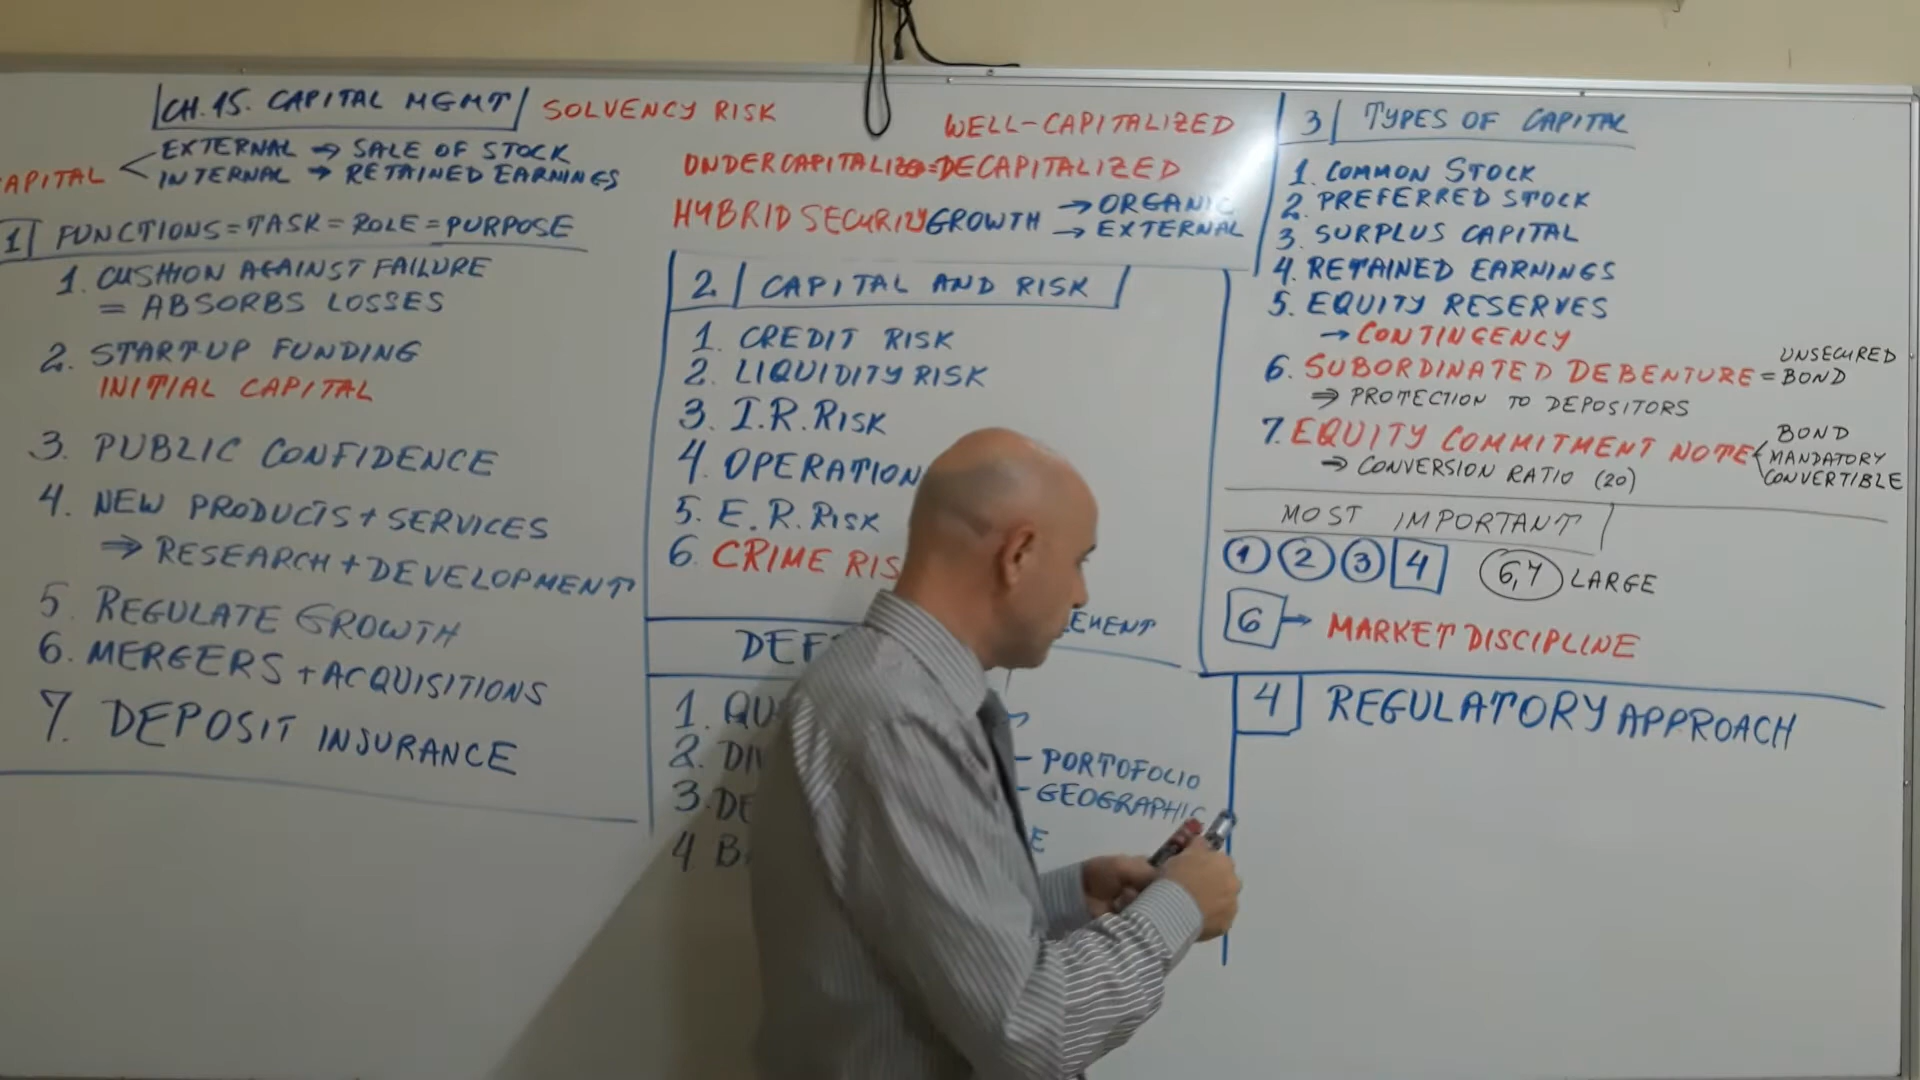 CH.15. CAPITAL MGMT SOLVENCY RISK
APITAL
EXTERNAL → SALE OF STOCK
INTERNAL → RETAINED EARNINGS
1 FUNCTIONS = TASK = ROLE = PURPOSE
1. CUSHION AGAINST FAILURE
= ABSORBS LOSSES
2. START-UP FUNDING
INITIAL CAPITAL
3. PUBLIC CONFIDENCE
4. NEW PRODUCTS + SERVICES
⇒ RESEARCH + DEVELOPMENT
5. REGULATE GROWTH
6. MERGERS + ACQUISITIONS
7. DEPOSIT INSURANCE
WELL-CAPITALIZED
UNDERCAPITALIZED=DECAPITALIZED
HYBRID SECURITY GROWTH → ORGANIC
→ EXTERNAL
2. CAPITAL AND RISK
1. CREDIT RISK
2. LIQUIDITY RISK
3. I.R. RISK
4. OPERATION
5. E.R. RISK
6. CRIME RIS
DEF EMENT
1. QU
2. DI - PORTOFOLIO
- GEOGRAPHIC
3. DE
4 B E
3 TYPES OF CAPITAL
1. COMMON STOCK
2. PREFERRED STOCK
3. SURPLUS CAPITAL
4. RETAINED EARNINGS
5. EQUITY RESERVES
→ CONTINGENCY
6. SUBORDINATED DEBENTURE = UNSECURED BOND
⇒ PROTECTION TO DEPOSITORS
7. EQUITY COMMITMENT NOTE BOND
MANDATORY
CONVERTIBLE
⇒ CONVERSION RATIO (20)
MOST IMPORTANT
1 2 3 4 6,7 LARGE
6 → MARKET DISCIPLINE
4 REGULATORY APPROACH